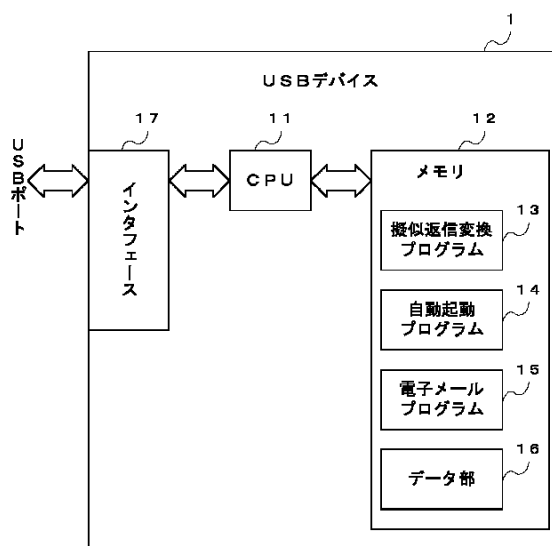 1
USBデバイス
USBポート
17
インタフェース
11
CPU
12
メモリ
13
擬似返信変換
プログラム
14
自動起動
プログラム
15
電子メール
プログラム
16
データ部